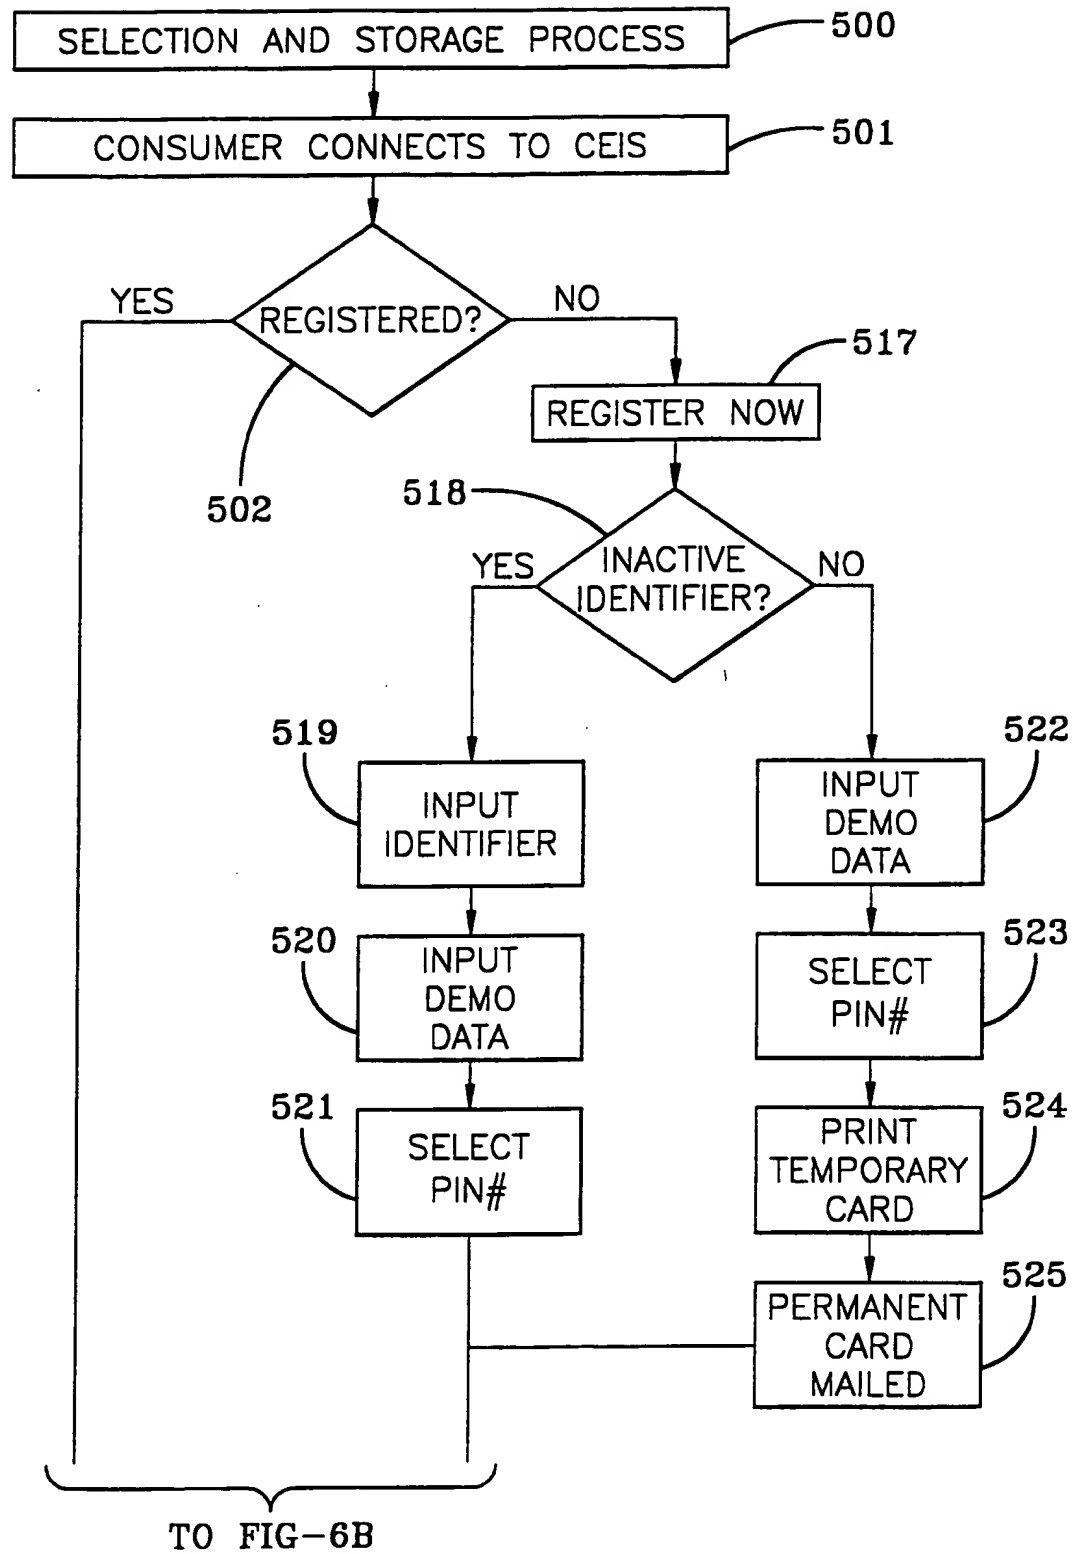 SELECTION AND STORAGE PROCESS
500
CONSUMER CONNECTS TO CEIS
501
YES
REGISTERED?
NO
502
517
REGISTER NOW
518
YES
INACTIVE
IDENTIFIER?
NO
519
INPUT
IDENTIFIER
522
INPUT
DEMO
DATA
520
INPUT
DEMO
DATA
523
SELECT
PIN#
521
SELECT
PIN#
524
PRINT
TEMPORARY
CARD
525
PERMANENT
CARD
MAILED
TO FIG-6B